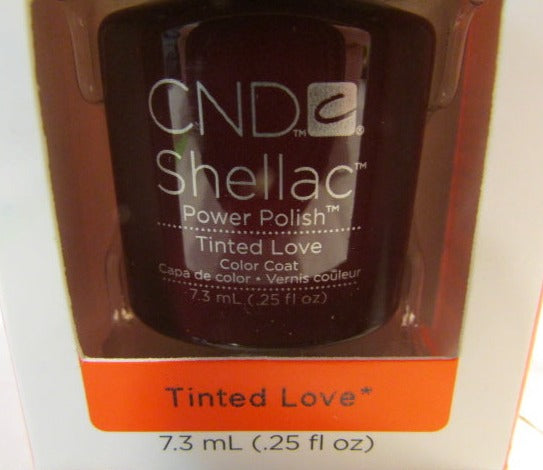 CND™ ®
Shellac™
Power Polish™
Tinted Love
Color Coat
Capa de color • Vernis couleur
7.3 mL (.25 fl oz)
Tinted Love*
7.3 mL (.25 fl oz)